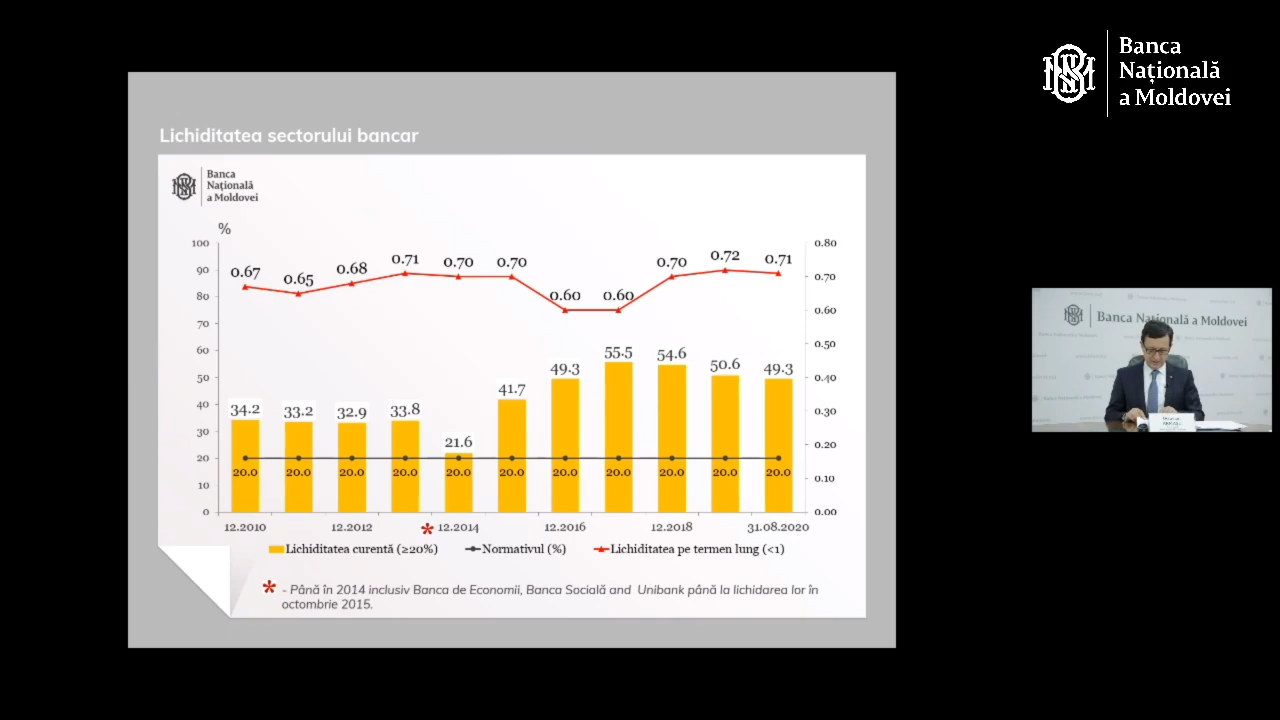 Banca
Națională
a Moldovei
Lichiditatea sectorului bancar
Banca
Națională
a Moldovei
%
100
90
80
70
60
50
40
30
20
10
0
0.80
0.70
0.60
0.50
0.40
0.30
0.20
0.10
0.00
0.67 0.65 0.68 0.71 0.70 0.70 0.60 0.60 0.70 0.72 0.71
34.2 33.2 32.9 33.8 21.6 41.7 49.3 55.5 54.6 50.6 49.3
20.0 20.0 20.0 20.0 20.0 20.0 20.0 20.0 20.0 20.0 20.0
12.2010 12.2012 * 12.2014 12.2016 12.2018 31.08.2020
Lichiditatea curentă (≥20%) Normativul (%) Lichiditatea pe termen lung (<1)
* - Până în 2014 inclusiv Banca de Economii, Banca Socială and Unibank până la lichidarea lor în
octombrie 2015.
Banca Națională a Moldovei